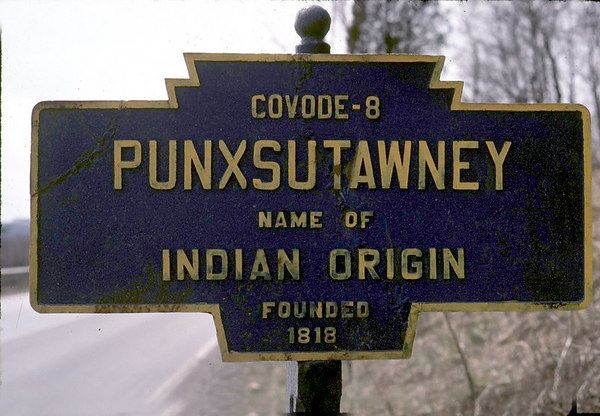 COVODE-8
PUNXSUTAWNEY
NAME OF
INDIAN ORIGIN
FOUNDED
1818